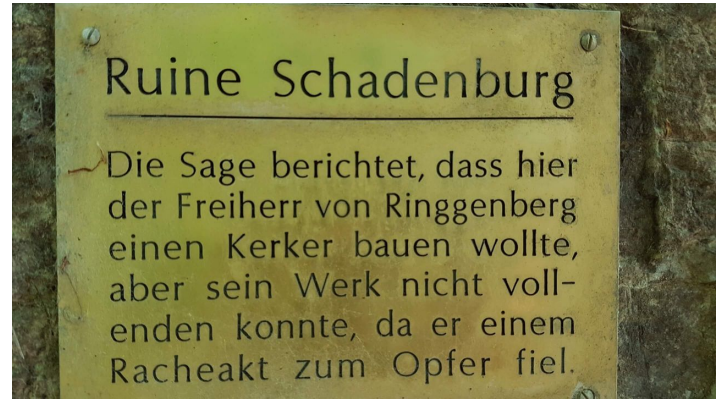 Ruine Schadenburg
Die Sage berichtet, dass hier
der Freiherr von Ringgenberg
einen Kerker bauen wollte,
aber sein Werk nicht voll-
enden konnte, da er einem
Racheakt zum Opfer fiel.